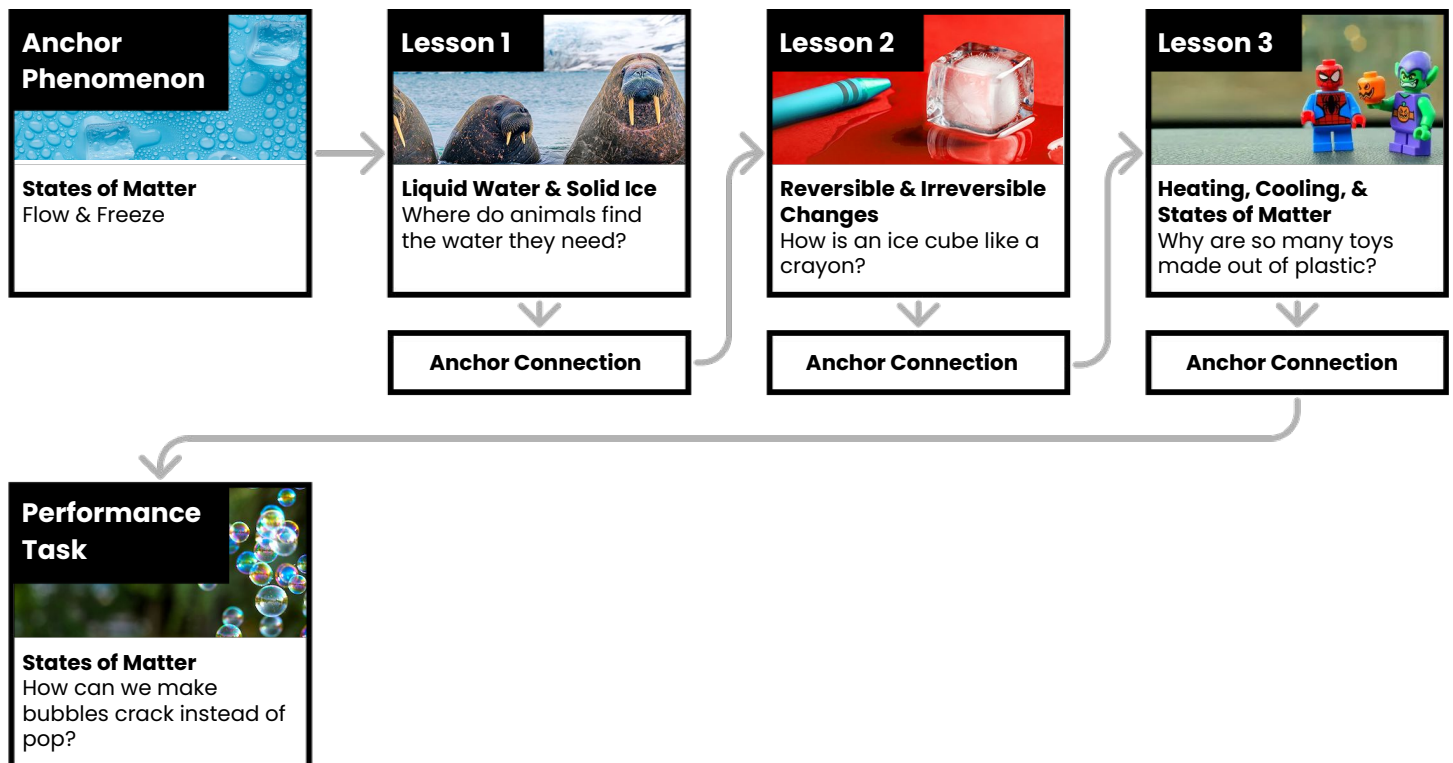 Anchor
Phenomenon
States of Matter
Flow & Freeze
Lesson 1
Liquid Water & Solid Ice
Where do animals find
the water they need?
Anchor Connection
Lesson 2
Reversible & Irreversible
Changes
How is an ice cube like a
crayon?
Anchor Connection
Lesson 3
Heating, Cooling, &
States of Matter
Why are so many toys
made out of plastic?
Anchor Connection
Performance
Task
States of Matter
How can we make
bubbles crack instead of
pop?